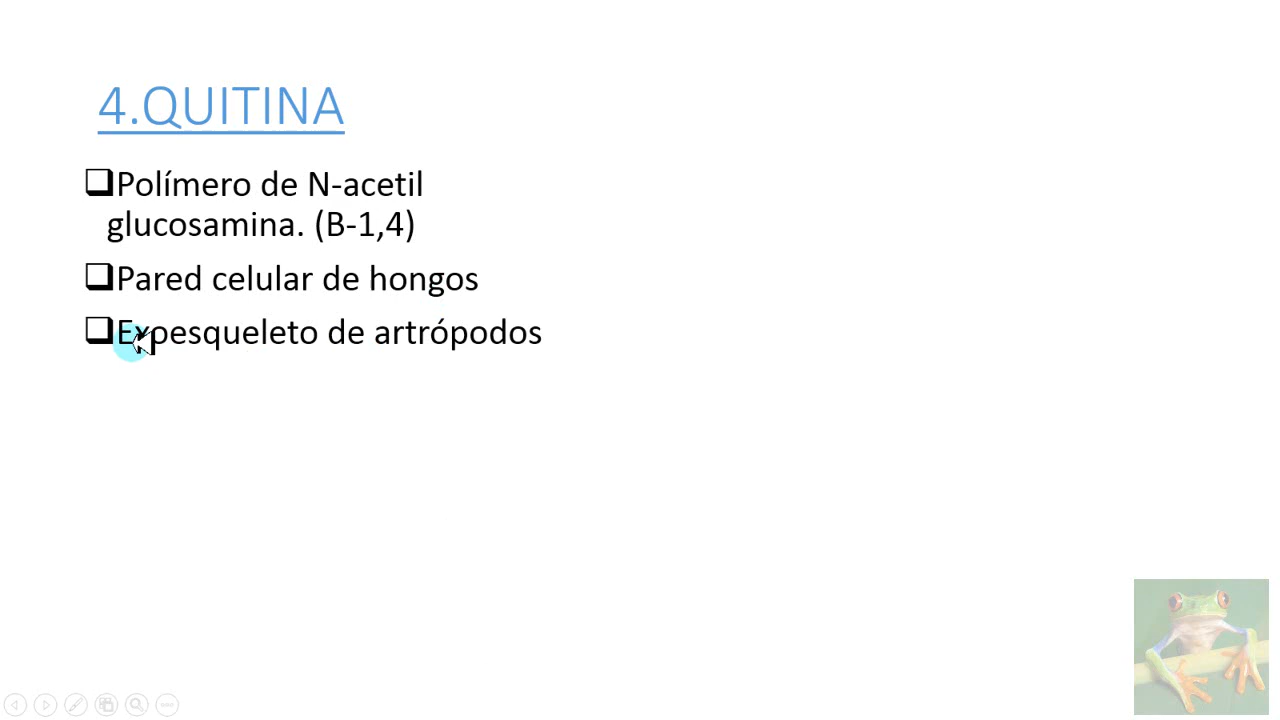 4.QUITINA
Polímero de N-acetil
glucosamina. (B-1,4)
Pared celular de hongos
Expesqueleto de artrópodos